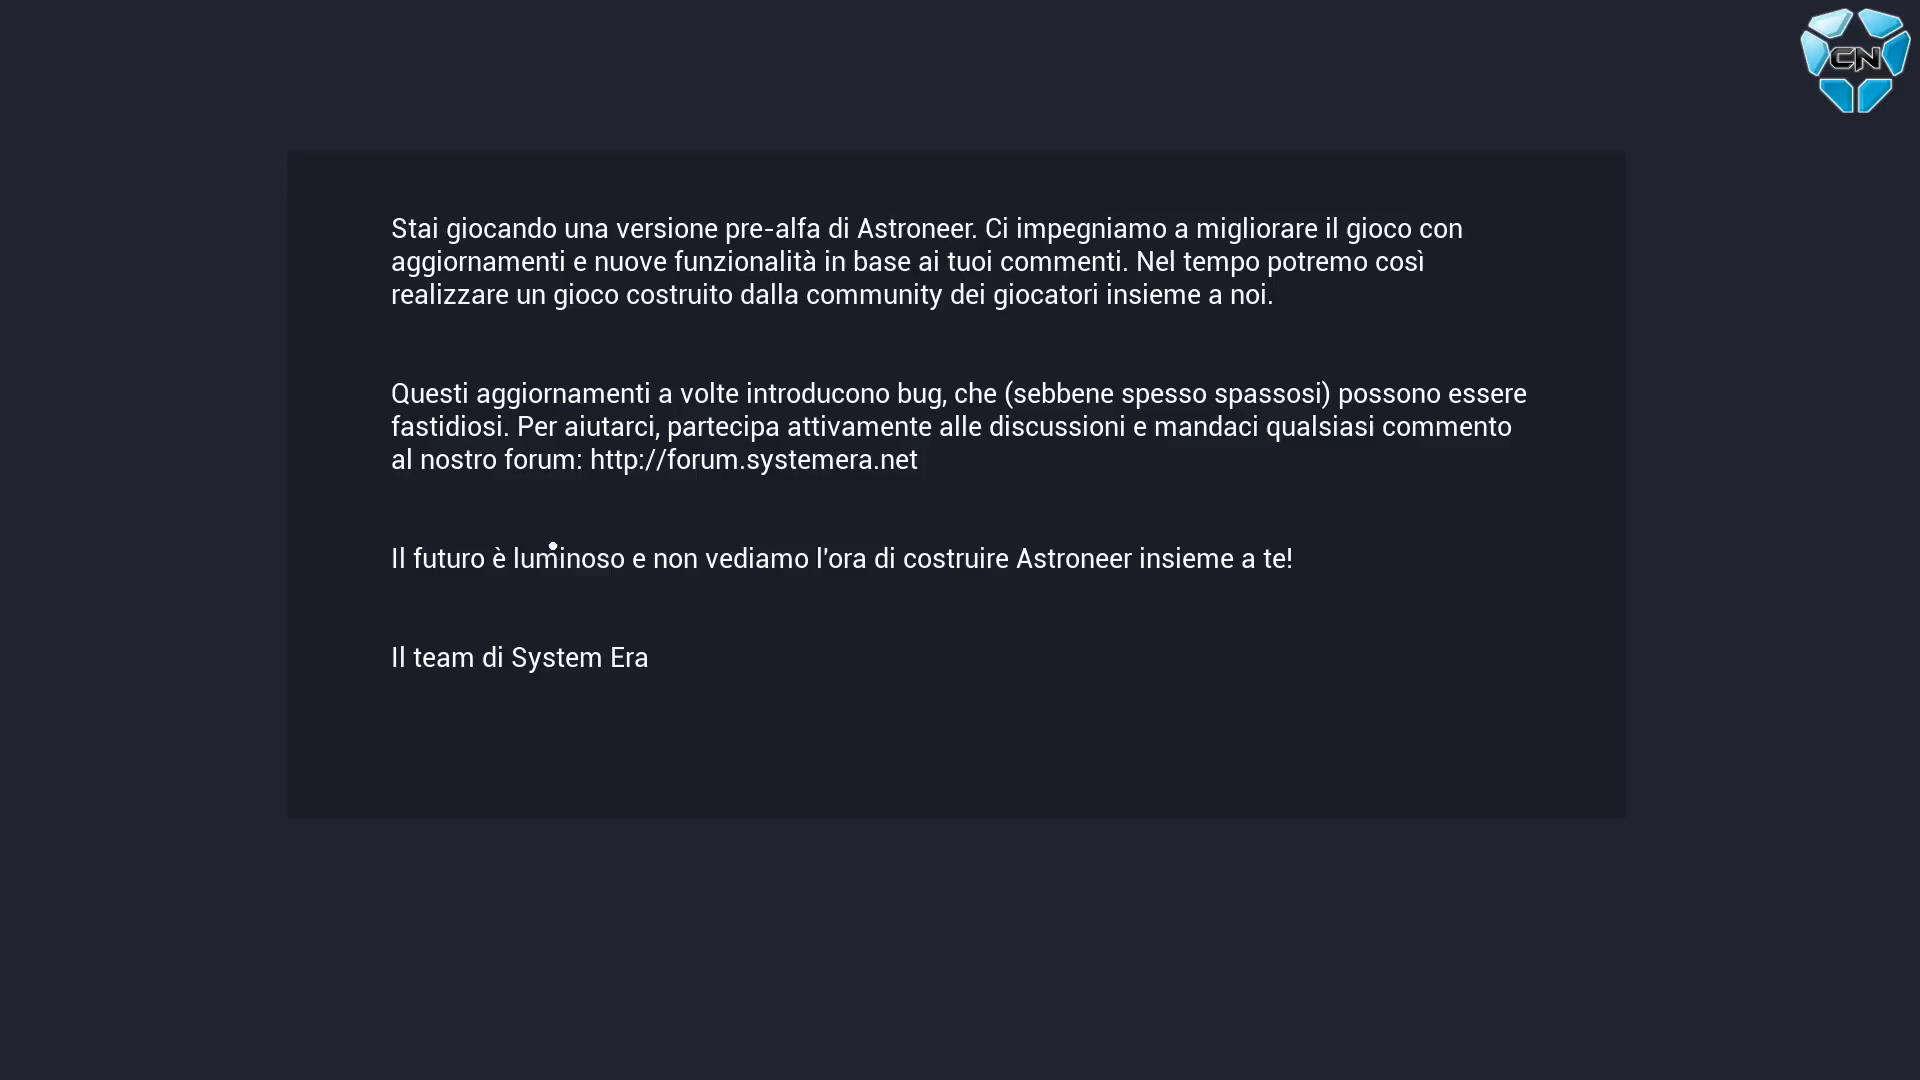 CN
Stai giocando una versione pre-alfa di Astroneer. Ci impegniamo a migliorare il gioco con
aggiornamenti e nuove funzionalità in base ai tuoi commenti. Nel tempo potremo così
realizzare un gioco costruito dalla community dei giocatori insieme a noi.
Questi aggiornamenti a volte introducono bug, che (sebbene spesso spassosi) possono essere
fastidiosi. Per aiutarci, partecipa attivamente alle discussioni e mandaci qualsiasi commento
al nostro forum: http://forum.systemera.net
Il futuro è luminoso e non vediamo l'ora di costruire Astroneer insieme a te!
Il team di System Era